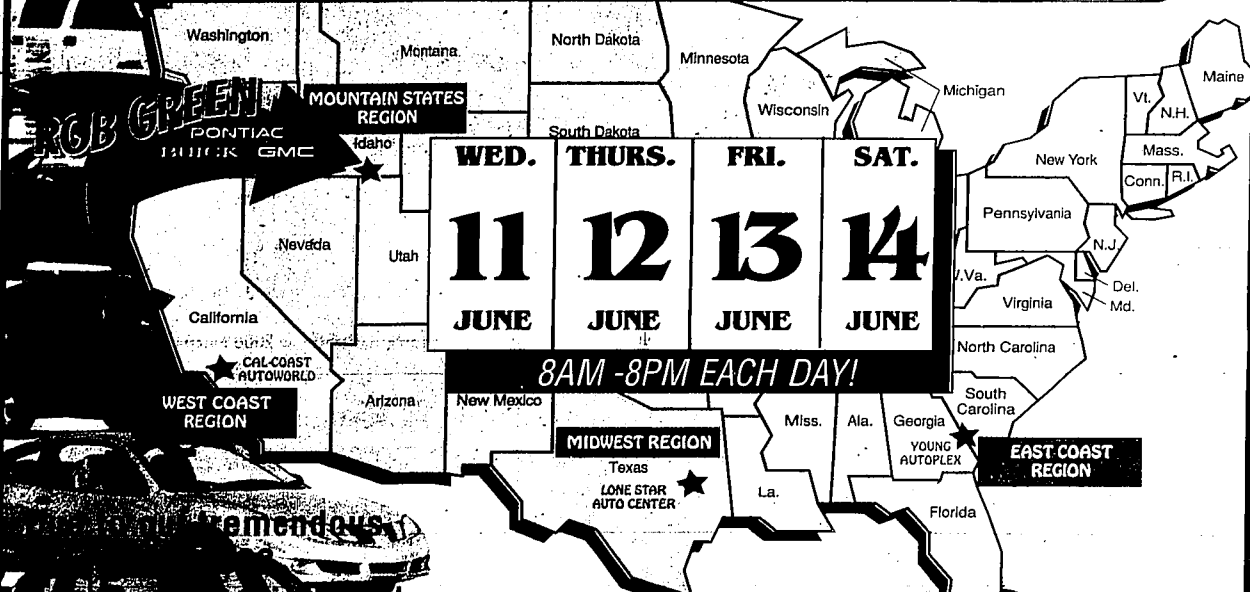 Washington
Montana
North Dakota
Minnesota
Michigan
Maine
Vt.
N.H.
ROB GREEN
PONTIAC
BUICK GMC
MOUNTAIN STATES
REGION
Idaho
Wisconsin
South Dakota
New York
Mass.
Conn.
R.I.
WED.
11
JUNE
THURS.
12
JUNE
FRI.
13
JUNE
SAT.
14
JUNE
8AM -8PM EACH DAY!
Pennsylvania
N.J.
Nevada
Utah
W.Va.
Del.
Md.
Virginia
California
CAL-COAST
AUTOWORLD
WEST COAST
REGION
Arizona
New Mexico
North Carolina
South
Carolina
Miss.
Ala.
Georgia
YOUNG
AUTOPLEX
EAST COAST
REGION
MIDWEST REGION
Texas
LONE STAR
AUTO CENTER
La.
Florida
tremendous